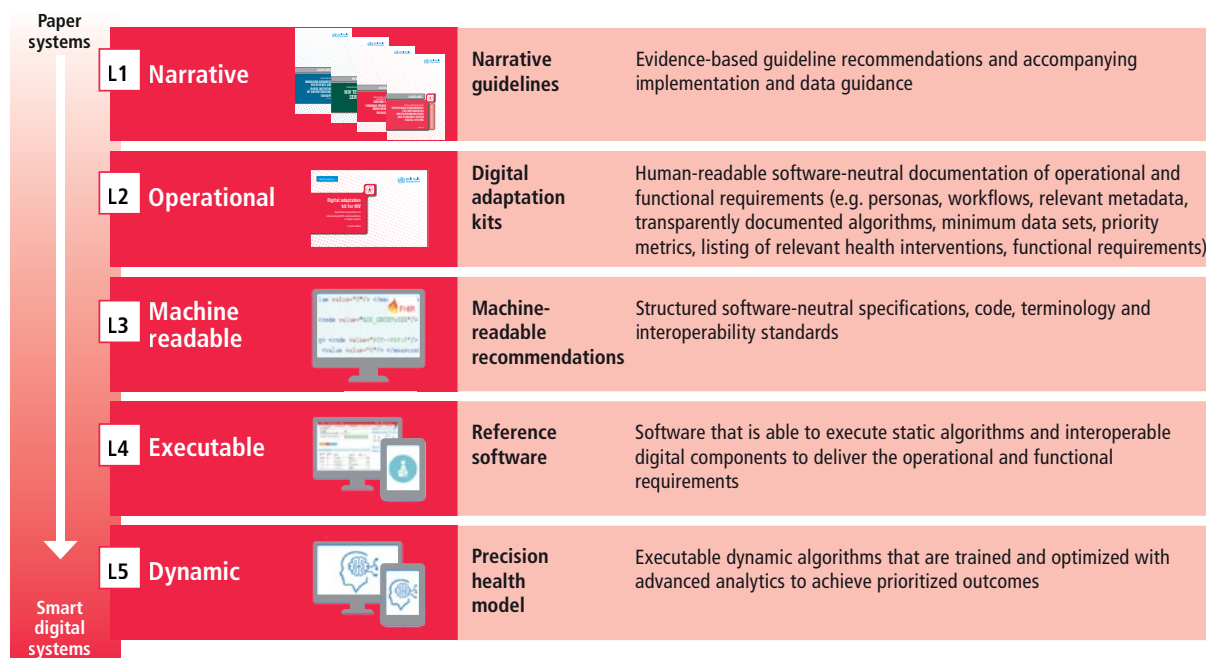 Paper
systems
L1
Narrative
Narrative
guidelines
Evidence-based guideline recommendations and accompanying
implementation and data guidance
L2
Operational
Digital adaptation
kit for HIV
Digital
adaptation
kits
Human-readable software-neutral documentation of operational and
functional requirements (e.g. personas, workflows, relevant metadata,
transparently documented algorithms, minimum data sets, priority
metrics, listing of relevant health interventions, functional requirements)
L3
Machine
readable
Machine-
readable
recommendations
Structured software-neutral specifications, code, terminology and
interoperability standards
L4
Executable
Reference
software
Software that is able to execute static algorithms and interoperable
digital components to deliver the operational and functional
requirements
L5
Dynamic
Precision
health
model
Executable dynamic algorithms that are trained and optimized with
advanced analytics to achieve prioritized outcomes
Smart
digital
systems